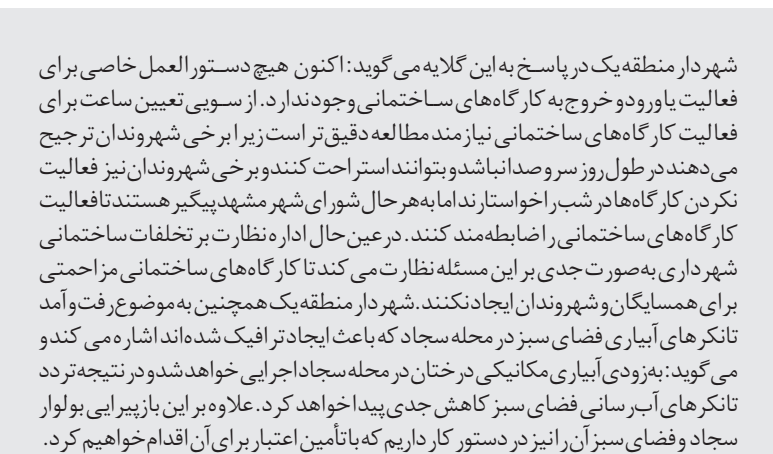 شهردار منطقه یک در پاسخ به این گلایه می گوید: اکنون هیچ دستورالعمل خاصی برای
فعالیت یا ورود و خروج به کارگاه‌های ساختمانی وجود ندارد. از سویی تعیین ساعت برای
فعالیت کارگاه‌های ساختمانی نیازمند مطالعه دقیق‌تر است زیرا برخی شهروندان ترجیح
می‌دهند در طول روز سروصدا نباشد و بتوانند استراحت کنند و برخی شهروندان نیز فعالیت
نکردن کارگاه‌ها در شب را خواستارند اما به هر حال شورای شهر مشهد پیگیر هستند تا فعالیت
کارگاه‌های ساختمانی را ضابطه‌مند کنند. در عین حال اداره نظارت بر تخلفات ساختمانی
شهرداری به‌صورت جدی بر این مسئله نظارت می کند تا کارگاه‌های ساختمانی مزاحمتی
برای همسایگان و شهروندان ایجاد نکنند. شهردار منطقه یک همچنین به موضوع رفت و آمد
تانکرهای آبیاری فضای سبز در محله سجاد که باعث ایجاد ترافیک شده‌اند اشاره می کند و
می گوید: به‌زودی آبیاری مکانیکی درختان در محله سجاد اجرایی خواهد شد و در نتیجه تردد
تانکرهای آب‌رسانی فضای سبز کاهش جدی پیدا خواهد کرد. علاوه بر این بازپیرایی بولوار
سجاد و فضای سبز آن را نیز در دستور کار داریم که با تأمین اعتبار برای آن اقدام خواهیم کرد.